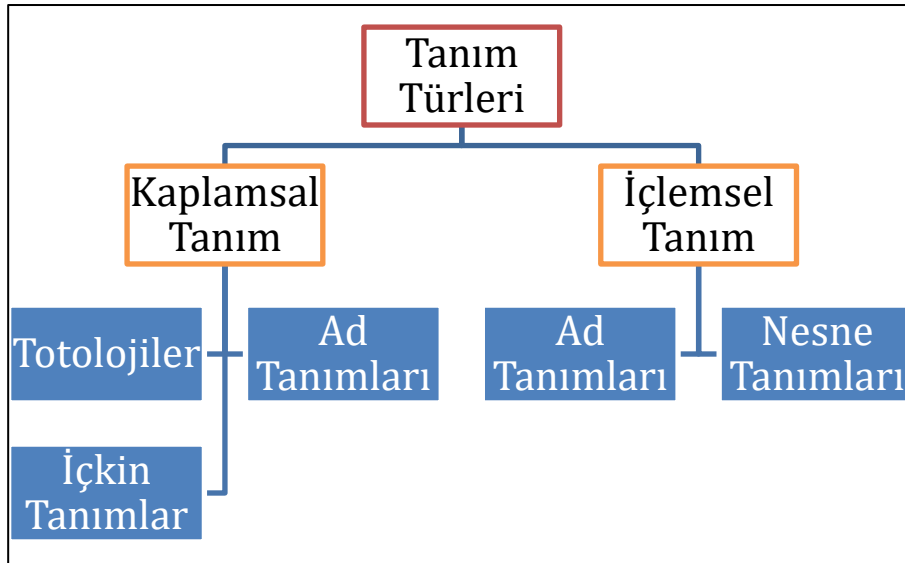 Tanım
Türleri
Kaplamsal
Tanım
İçlemsel
Tanım
Totolojiler
Ad
Tanımları
Ad
Tanımları
Nesne
Tanımları
İçkin
Tanımlar